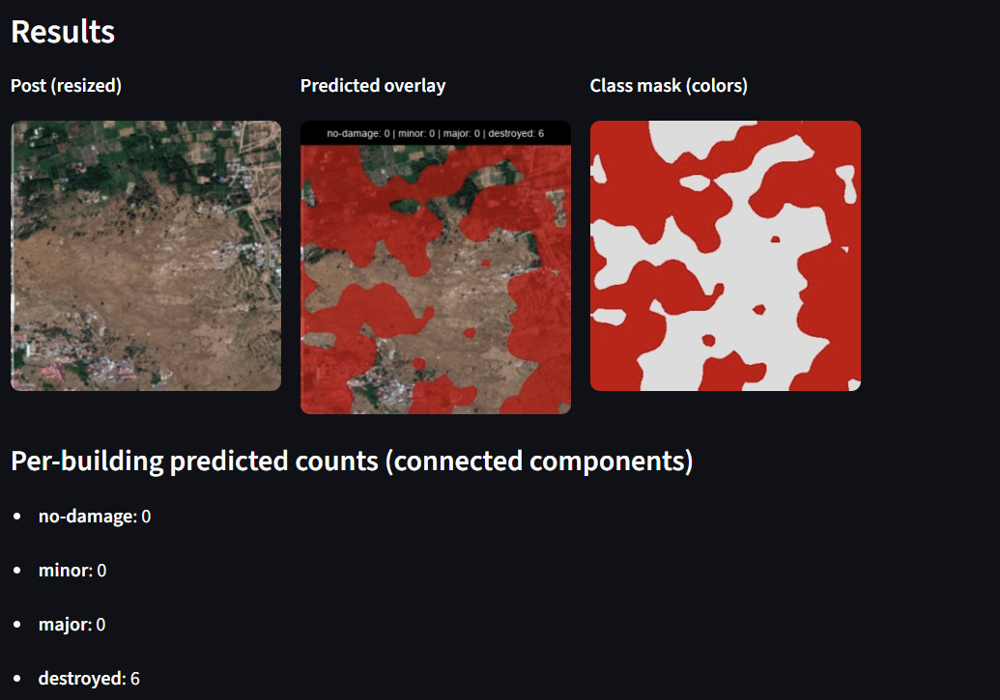 Results
Post (resized) Predicted overlay Class mask (colors)
no-damage: 0 | minor: 0 | major: 0 | destroyed: 6
Per-building predicted counts (connected components)
• no-damage: 0
• minor: 0
• major: 0
• destroyed: 6